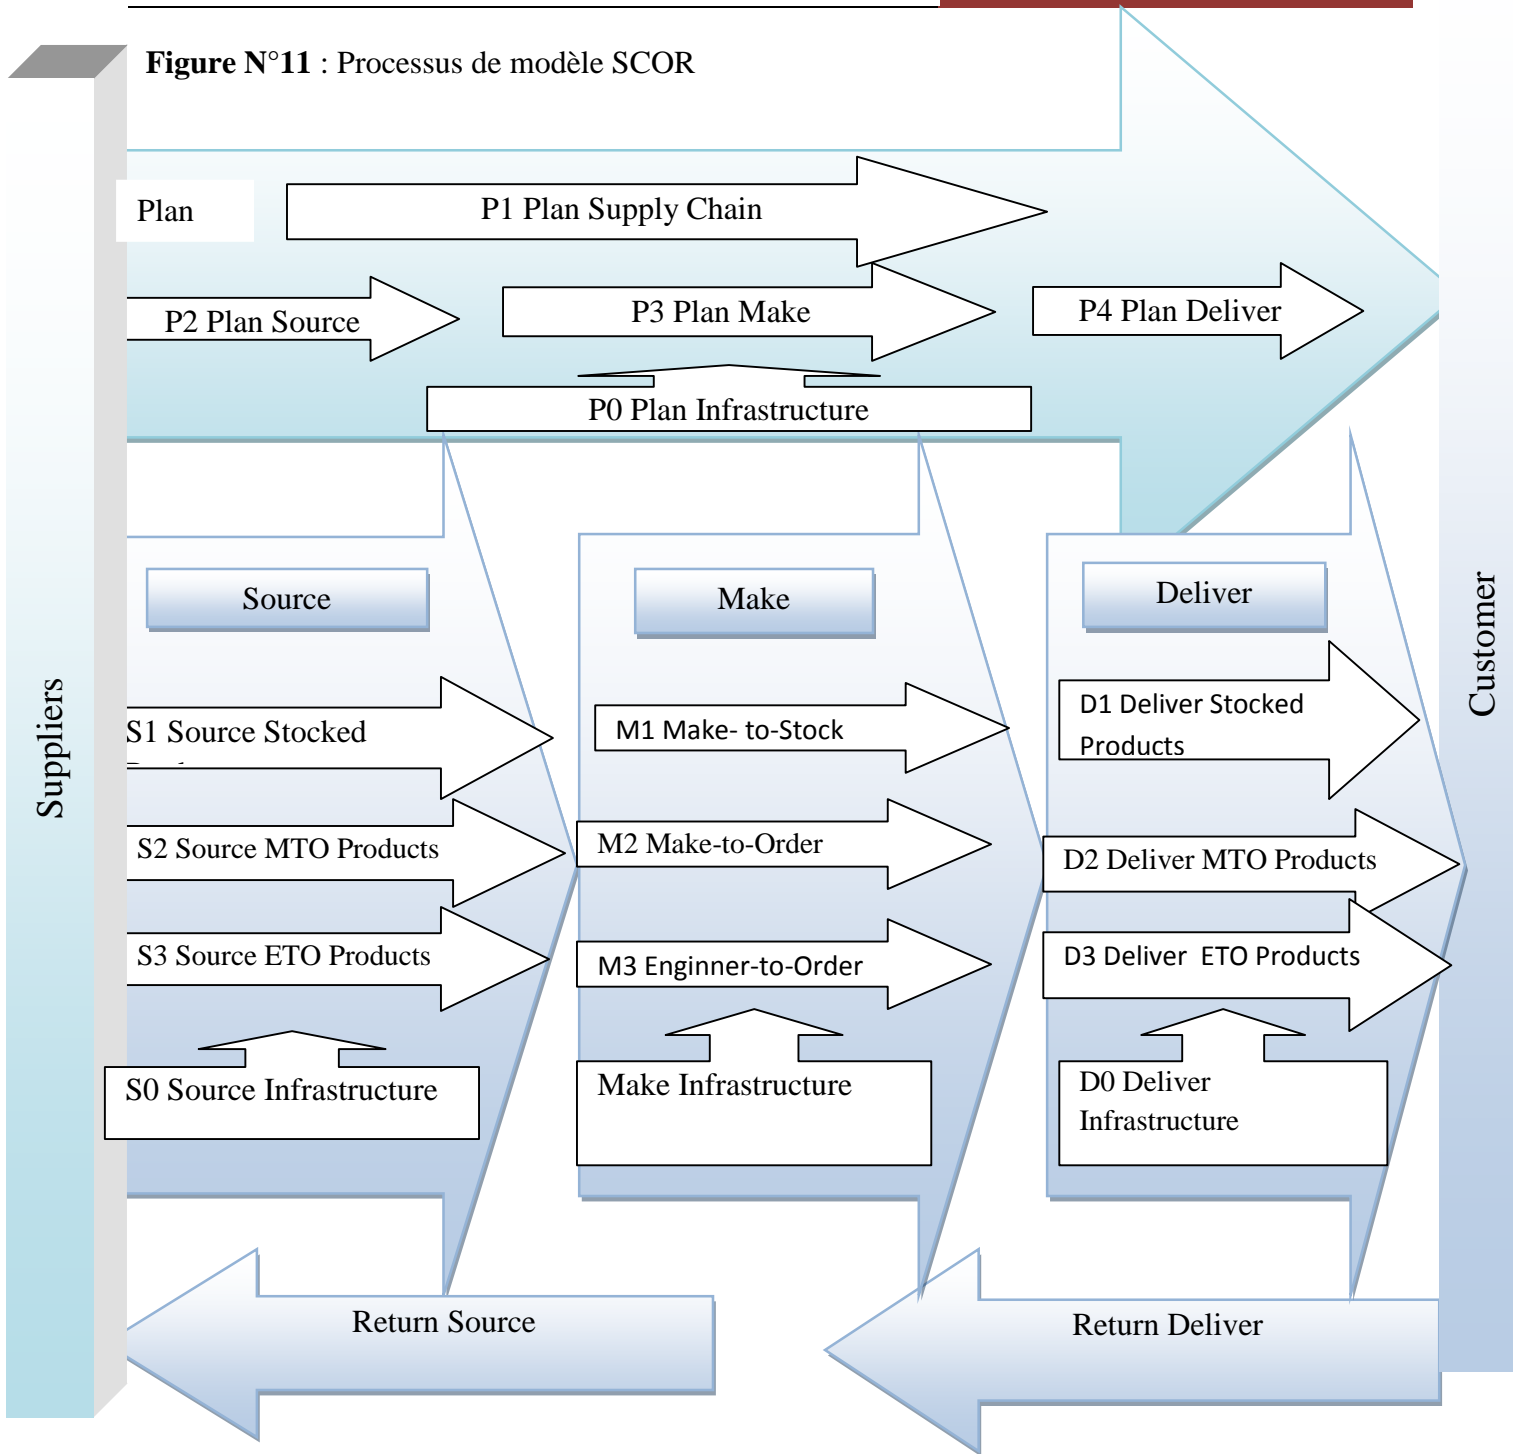 Figure N°11 : Processus de modèle SCOR
Plan
P1 Plan Supply Chain
P2 Plan Source
P3 Plan Make
P4 Plan Deliver
P0 Plan Infrastructure
Suppliers
Source
S1 Source Stocked
S2 Source MTO Products
S3 Source ETO Products
S0 Source Infrastructure
Make
M1 Make- to-Stock
M2 Make-to-Order
M3 Enginner-to-Order
Make Infrastructure
Deliver
D1 Deliver Stocked
Products
D2 Deliver MTO Products
D3 Deliver  ETO Products
D0 Deliver
Infrastructure
Customer
Return Source
Return Deliver